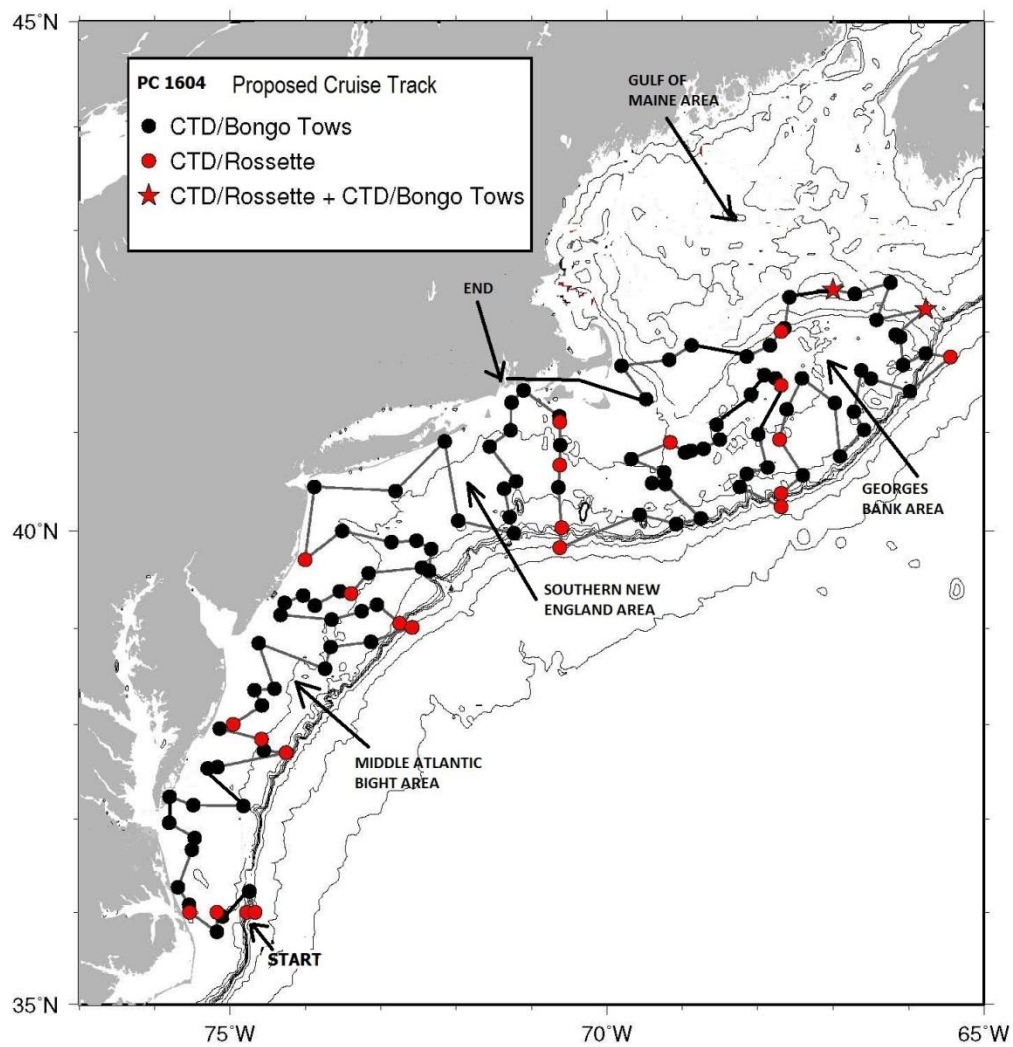 45°N
PC 1604 Proposed Cruise Track
CTD/Bongo Tows
CTD/Rossette
CTD/Rossette + CTD/Bongo Tows
GULF OF
MAINE AREA
END
40°N
GEORGES
BANK AREA
SOUTHERN NEW
ENGLAND AREA
MIDDLE ATLANTIC
BIGHT AREA
START
35°N
75°W
70°W
65°W